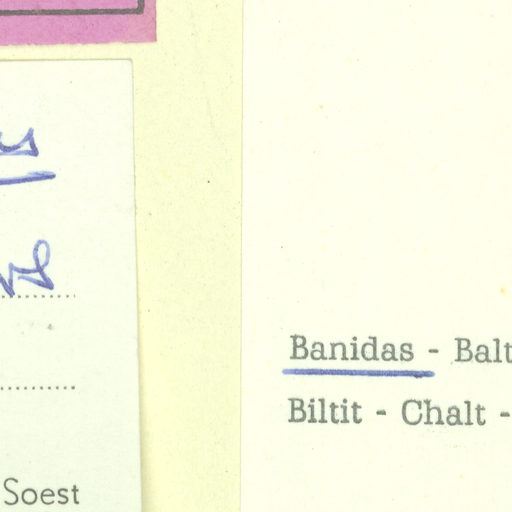 Soest
Banidas - Balt
Biltit - Chalt -